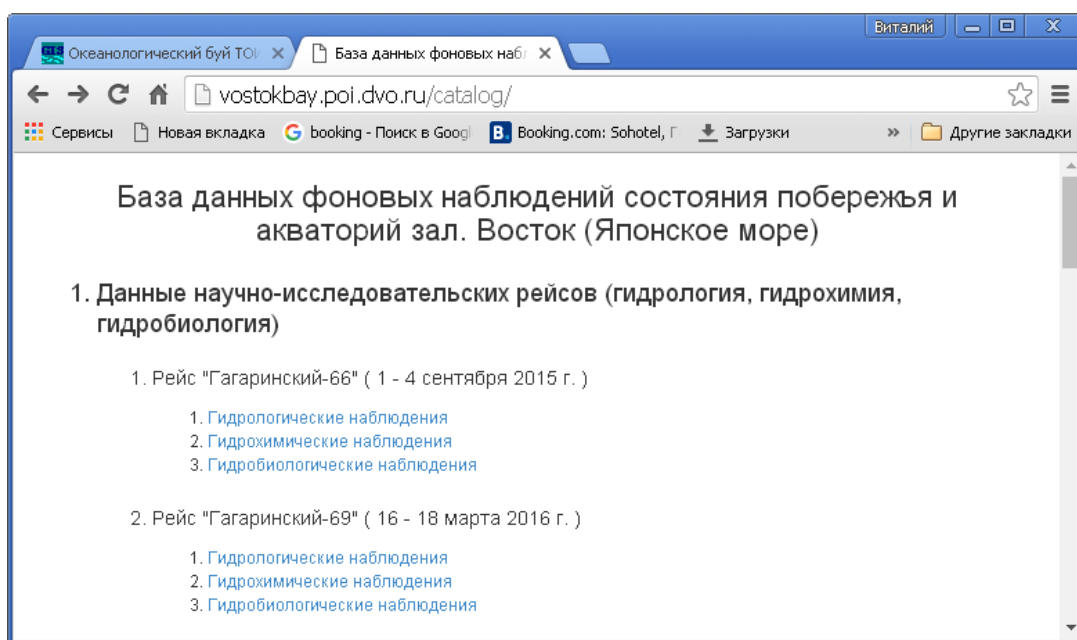 Виталий
Океанологический буй ТОИ
База данных фоновых наб
vostokbay.poi.dvo.ru/catalog/
Сервисы Новая вкладка booking - Поиск в Googl Booking.com: Sohotel, Г Загрузки » Другие закладки
База данных фоновых наблюдений состояния побережья и
акваторий зал. Восток (Японское море)
1. Данные научно-исследовательских рейсов (гидрология, гидрохимия,
гидробиология)
1. Рейс "Гагаринский-66" ( 1 - 4 сентября 2015 г. )
1. Гидрологические наблюдения
2. Гидрохимические наблюдения
3. Гидробиологические наблюдения
2. Рейс "Гагаринский-69" ( 16 - 18 марта 2016 г. )
1. Гидрологические наблюдения
2. Гидрохимические наблюдения
3. Гидробиологические наблюдения